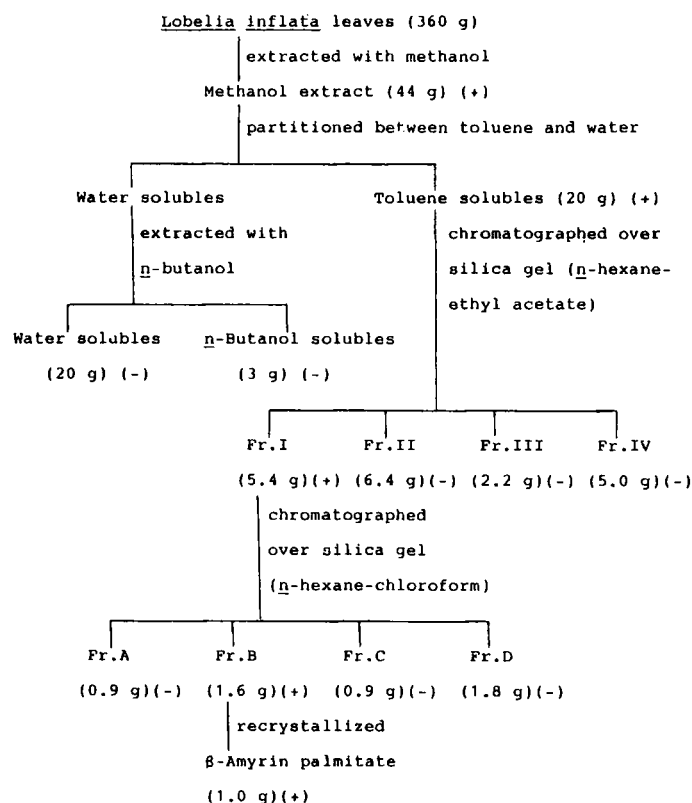 Lobelia inflata leaves (360 g)
extracted with methanol
Methanol extract (44 g) (+)
partitioned between toluene and water
Water solubles
extracted with
n-butanol
Toluene solubles (20 g) (+)
chromatographed over
silica gel (n-hexane-
ethyl acetate)
Water solubles
(20 g) (-)
n-Butanol solubles
(3 g) (-)
Fr.I Fr.II Fr.III Fr.IV
(5.4 g)(+) (6.4 g)(-) (2.2 g)(-) (5.0 g)(-)
chromatographed
over silica gel
(n-hexane-chloroform)
Fr.A Fr.B Fr.C Fr.D
(0.9 g)(-) (1.6 g)(+) (0.9 g)(-) (1.8 g)(-)
recrystallized
β-Amyrin palmitate
(1.0 g)(+)